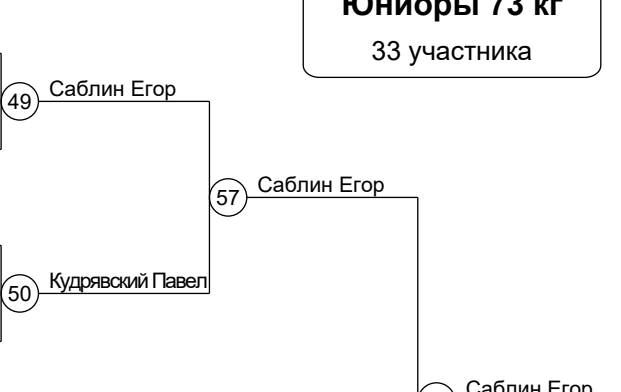 Юниоры 73 кг
33 участника
49
Саблин Егор
57
Саблин Егор
50
Кудрявский Павел
Саблин Егор